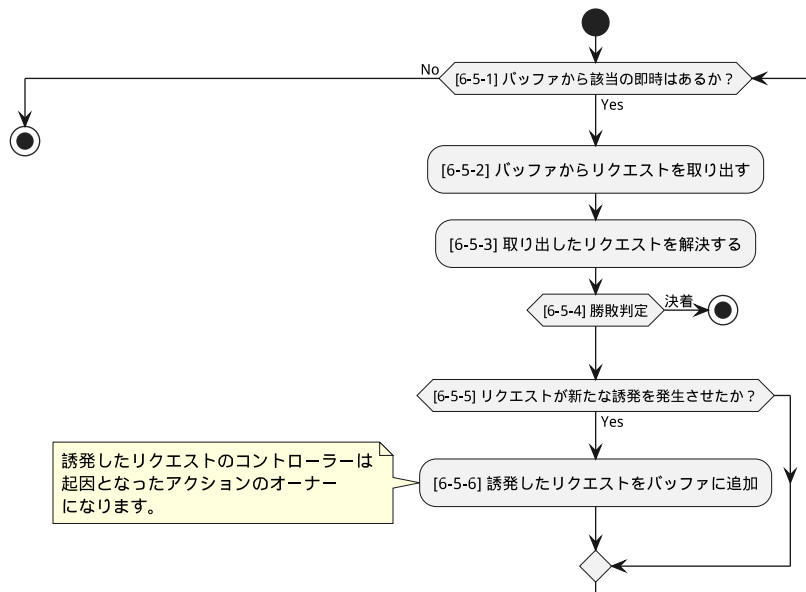 No
[6-5-1] バッファから該当の即時はあるか？
Yes
[6-5-2] バッファからリクエストを取り出す
[6-5-3] 取り出したリクエストを解決する
[6-5-4] 勝敗判定
決着
[6-5-5] リクエストが新たな誘発を発生させたか？
Yes
誘発したリクエストのコントローラーは
起因となったアクションのオーナー
になります。
[6-5-6] 誘発したリクエストをバッファに追加